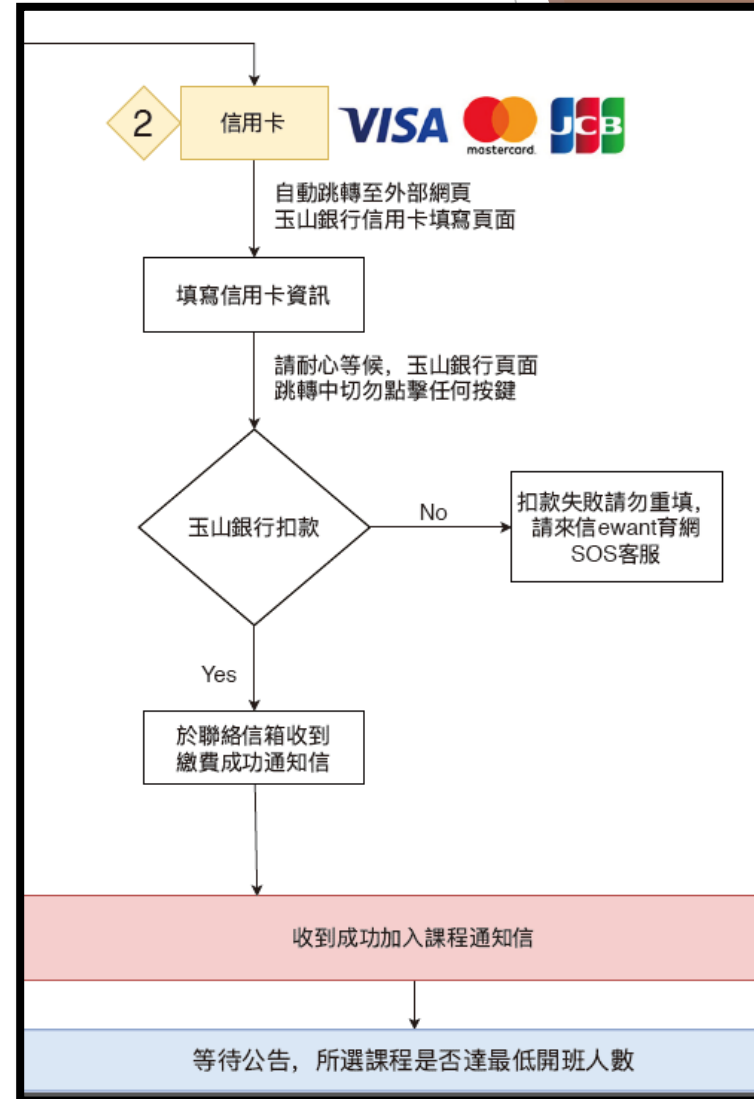 2
信用卡
VISA
mastercard.
JCB
自動跳轉至外部網頁
玉山銀行信用卡填寫頁面
填寫信用卡資訊
請耐心等候，玉山銀行頁面
跳轉中切勿點擊任何按鍵
玉山銀行扣款
No
扣款失敗請勿重填，
請來信ewant育網
SOS客服
Yes
於聯絡信箱收到
繳費成功通知信
收到成功加入課程通知信
等待公告，所選課程是否達最低開班人數